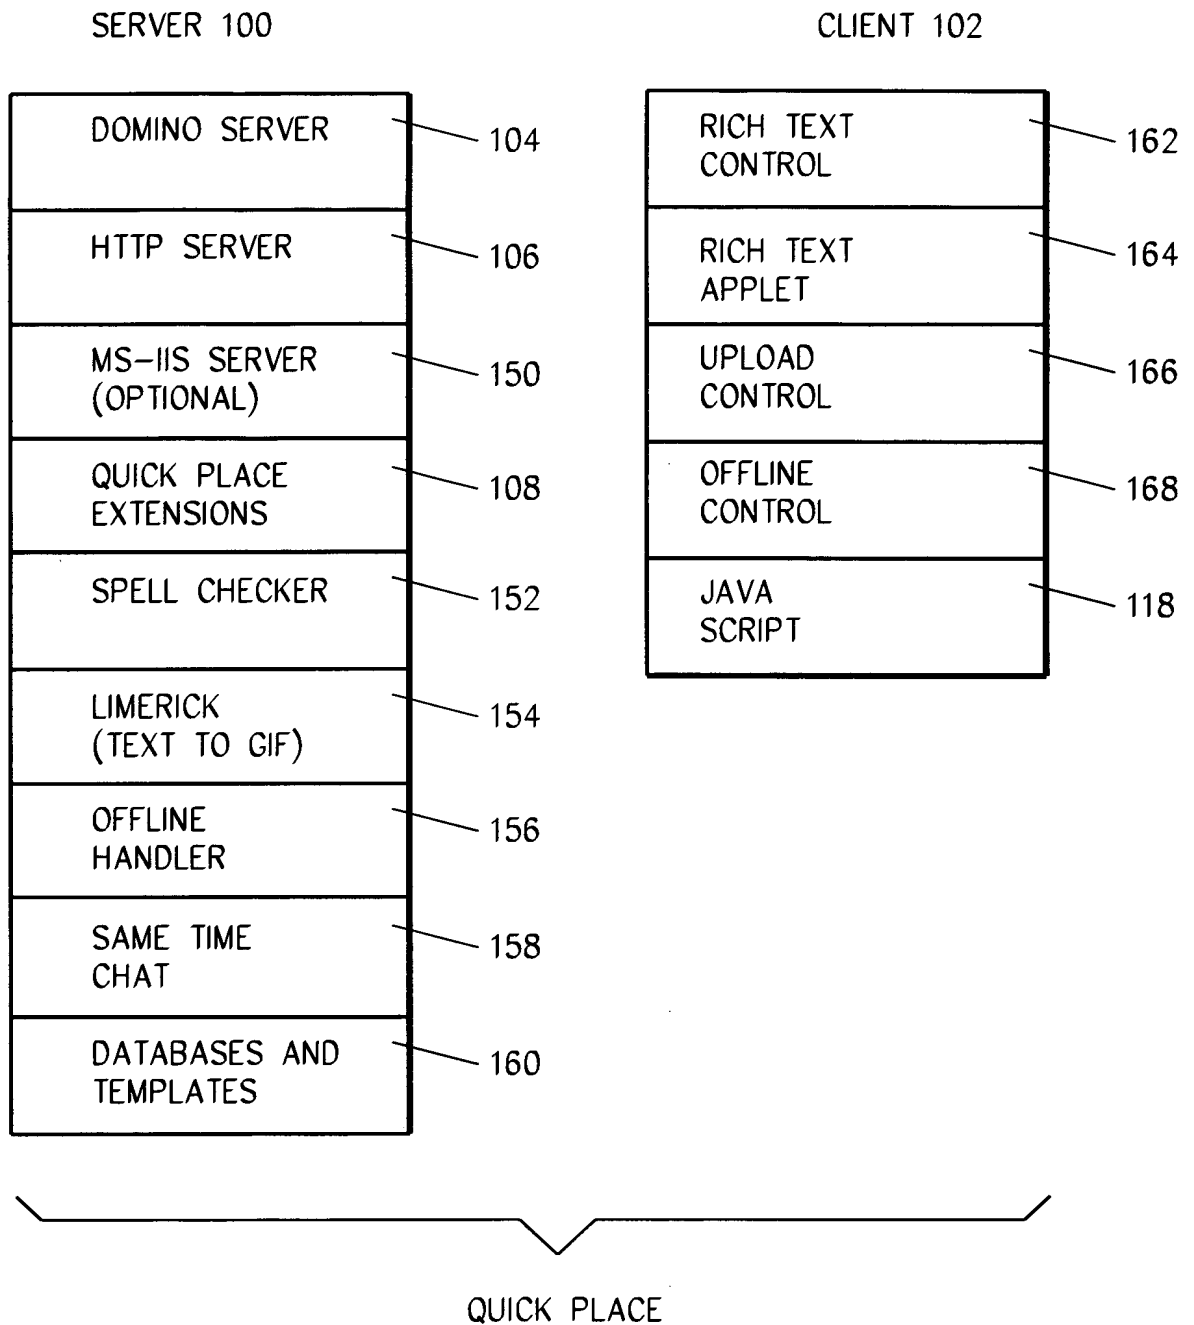 SERVER 100
CLIENT 102
DOMINO SERVER
104
HTTP SERVER
106
MS-IIS SERVER
(OPTIONAL)
150
QUICK PLACE
EXTENSIONS
108
SPELL CHECKER
152
LIMERICK
(TEXT TO GIF)
154
OFFLINE
HANDLER
156
SAME TIME
CHAT
158
DATABASES AND
TEMPLATES
160
RICH TEXT
CONTROL
162
RICH TEXT
APPLET
164
UPLOAD
CONTROL
166
OFFLINE
CONTROL
168
JAVA
SCRIPT
118
QUICK PLACE